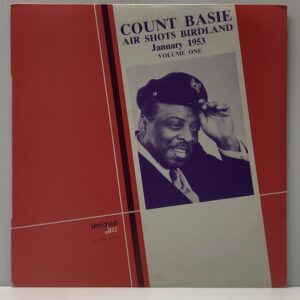 COUNT BASIE
AIR SHOTS BIRDLAND
January 1953
VOLUME ONE
unique
jazz